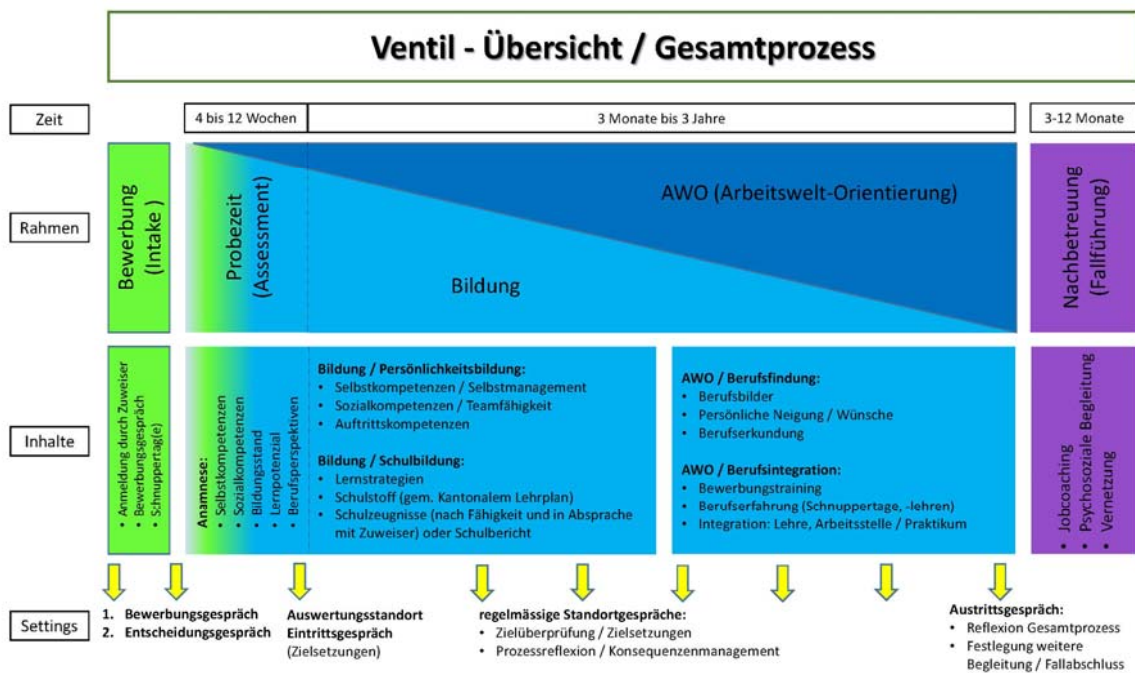 Ventil - Übersicht / Gesamtprozess
Zeit
4 bis 12 Wochen
3 Monate bis 3 Jahre
3-12 Monate
Rahmen
Bewerbung
(Intake )
Probezeit
(Assessment)
AWO (Arbeitswelt-Orientierung)
Bildung
Nachbetreuung
(Fallführung)
Inhalte
• Anmeldung durch Zuweiser
• Bewerbungsgespräch
• Schnuppertag(e)
Anamnese:
• Selbstkompetenzen
• Sozialkompetenzen
• Bildungsstand
• Lernpotenzial
• Berufsperspektiven
Bildung / Persönlichkeitsbildung:
• Selbstkompetenzen / Selbstmanagement
• Sozialkompetenzen / Teamfähigkeit
• Auftrittskompetenzen
Bildung / Schulbildung:
• Lernstrategien
• Schulstoff (gem. Kantonalem Lehrplan)
• Schulzeugnisse (nach Fähigkeit und in Absprache
mit Zuweiser) oder Schulbericht
AWO / Berufsfindung:
• Berufsbilder
• Persönliche Neigung / Wünsche
• Berufserkundung
AWO / Berufsintegration:
• Bewerbungstraining
• Berufserfahrung (Schnuppertage, -lehren)
• Integration: Lehre, Arbeitsstelle / Praktikum
• Jobcoaching
• Psychosoziale Begleitung
• Vernetzung
Settings
1. Bewerbungsgespräch
2. Entscheidungsgespräch
Auswertungsstandort
Eintrittsgespräch
(Zielsetzungen)
regelmässige Standortgespräche:
• Zielüberprüfung / Zielsetzungen
• Prozessreflexion / Konsequenzenmanagement
Austrittsgespräch:
• Reflexion Gesamtprozess
• Festlegung weitere
Begleitung / Fallabschluss